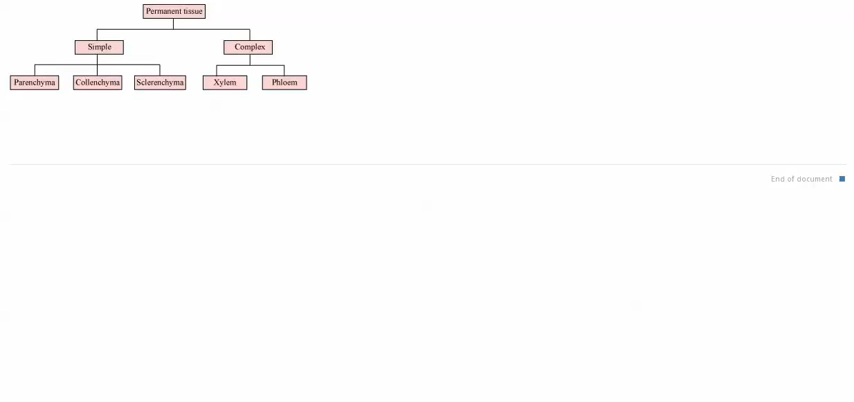 Permanent tissue
Simple Complex
Parenchyma Collenchyma Sclerenchyma Xylem Phloem
End of document